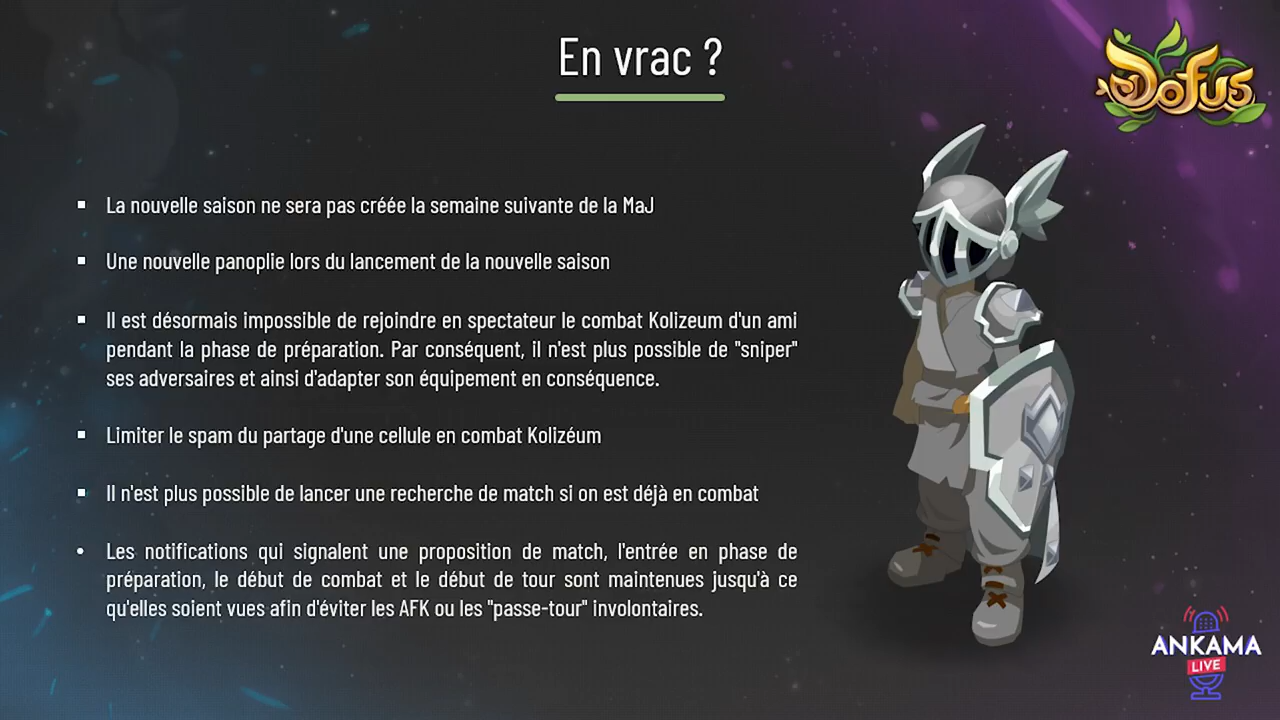 En vrac ?
Dofus
▪ La nouvelle saison ne sera pas créée la semaine suivante de la MaJ
▪ Une nouvelle panoplie lors du lancement de la nouvelle saison
▪ Il est désormais impossible de rejoindre en spectateur le combat Kolizeum d'un ami
pendant la phase de préparation. Par conséquent, il n'est plus possible de "sniper"
ses adversaires et ainsi d'adapter son équipement en conséquence.
▪ Limiter le spam du partage d'une cellule en combat Kolizéum
▪ Il n'est plus possible de lancer une recherche de match si on est déjà en combat
• Les notifications qui signalent une proposition de match, l'entrée en phase de
préparation, le début de combat et le début de tour sont maintenues jusqu'à ce
qu'elles soient vues afin d'éviter les AFK ou les "passe-tour" involontaires.
ANKAMA
LIVE